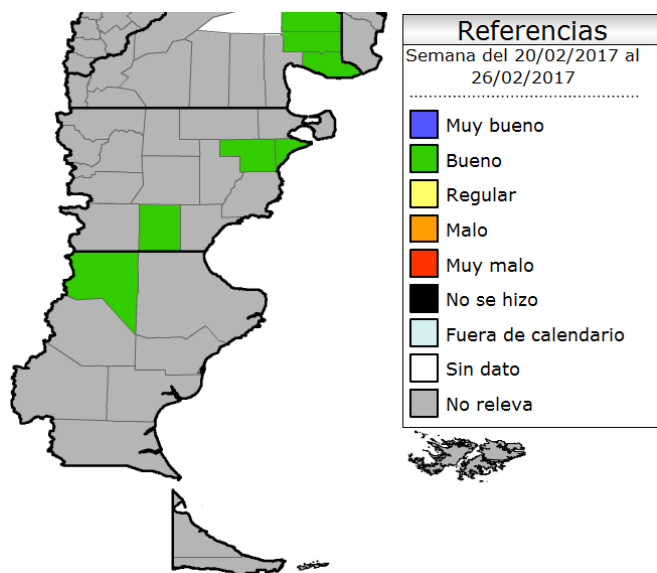 Referencias
Semana del 20/02/2017 al
26/02/2017
Muy bueno
Bueno
Regular
Malo
Muy malo
No se hizo
Fuera de calendario
Sin dato
No releva